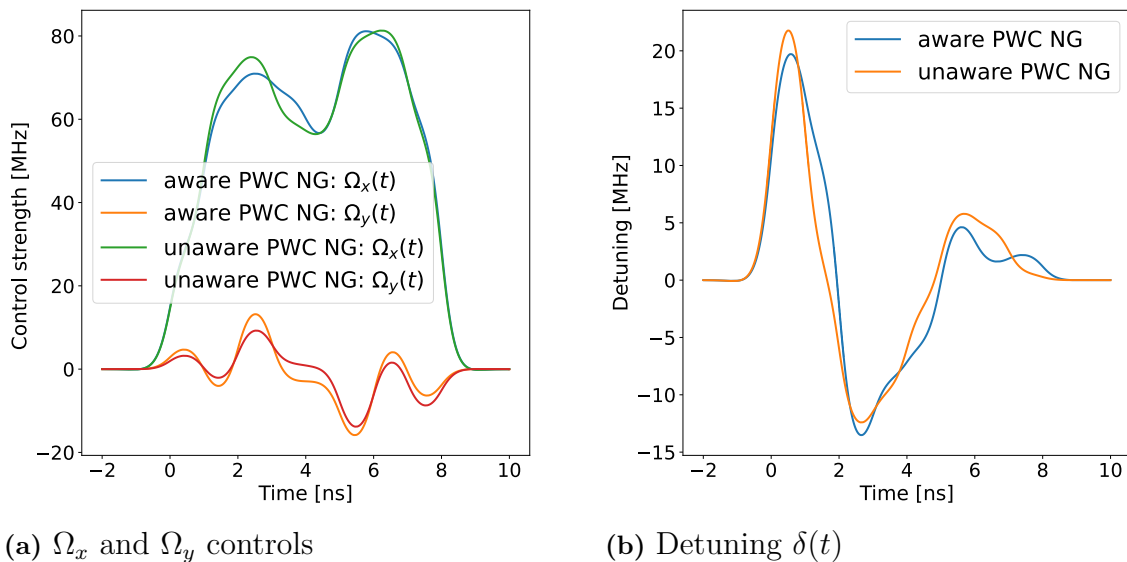 80
60
40
20
0
−20
Control strength [MHz]
aware PWC NG: Ωx(t)
aware PWC NG: Ωy(t)
unaware PWC NG: Ωx(t)
unaware PWC NG: Ωy(t)
−2 0 2 4 6 8 10
Time [ns]
(a) Ωx and Ωy controls
20
15
10
5
0
−5
−10
−15
Detuning [MHz]
aware PWC NG
unaware PWC NG
−2 0 2 4 6 8 10
Time [ns]
(b) Detuning δ(t)